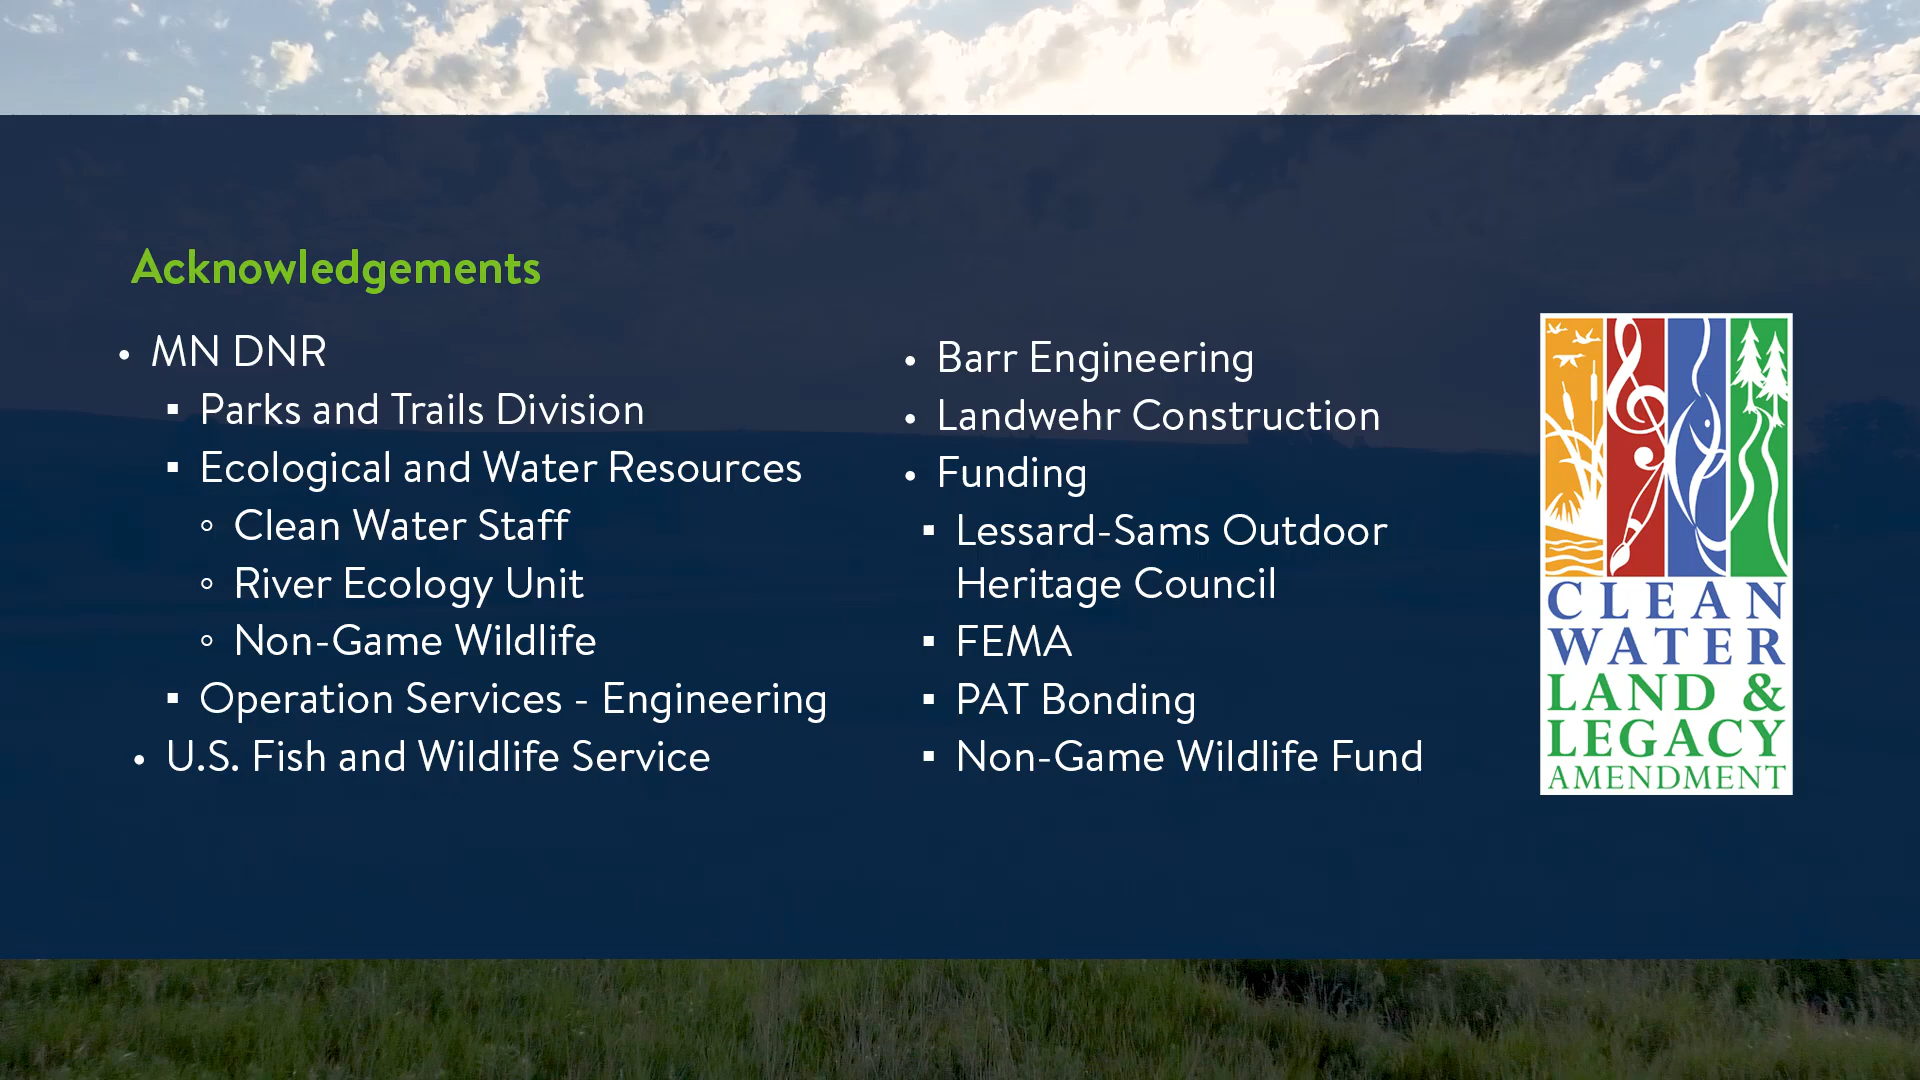 Acknowledgements
• MN DNR
▪ Parks and Trails Division
▪ Ecological and Water Resources
◦ Clean Water Staff
◦ River Ecology Unit
◦ Non-Game Wildlife
▪ Operation Services - Engineering
• U.S. Fish and Wildlife Service
• Barr Engineering
• Landwehr Construction
• Funding
▪ Lessard-Sams Outdoor
Heritage Council
▪ FEMA
▪ PAT Bonding
▪ Non-Game Wildlife Fund
CLEAN
WATER
LAND &
LEGACY
AMENDMENT